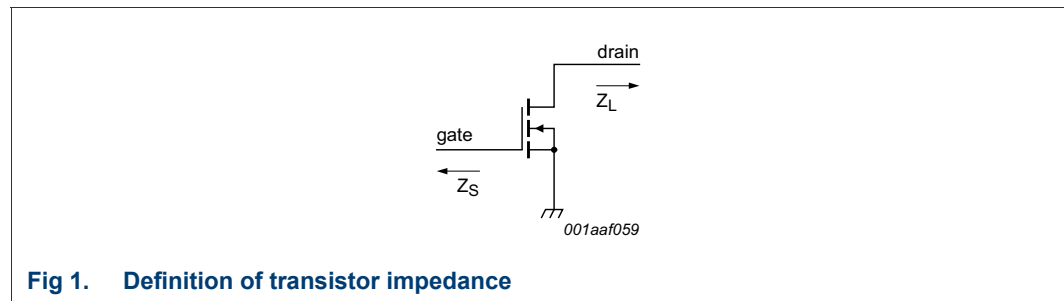 drain
Z_L
gate
Z_S
001aaf059
Fig 1. Definition of transistor impedance